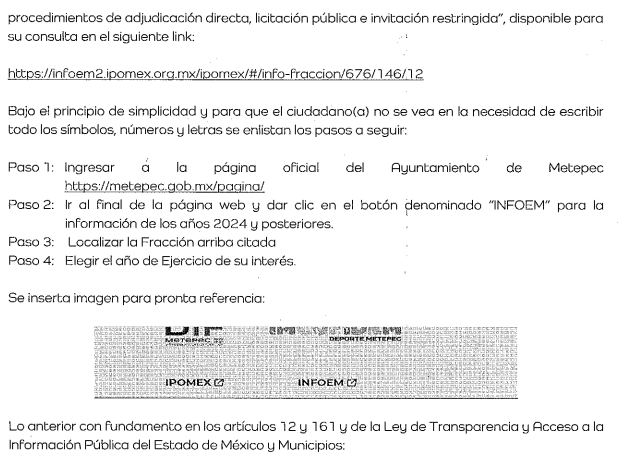 procedimientos de adjudicación directa, licitación pública e invitación restringida", disponible para
su consulta en el siguiente link:
https://infoem2.ipomex.org.mx/ipomex/#/info-fraccion/676/146/12
Bajo el principio de simplicidad y para que el ciudadano(a) no se vea en la necesidad de escribir
todo los símbolos, números y letras se enlistan los pasos a seguir:
Paso 1: Ingresar a la página oficial del Ayuntamiento de Metepec
https://metepec.gob.mx/pagina/
Paso 2: Ir al final de la página web y dar clic en el botón denominado "INFOEM" para la
información de los años 2024 y posteriores.
Paso 3: Localizar la Fracción arriba citada
Paso 4: Elegir el año de Ejercicio de su interés.
Se inserta imagen para pronta referencia:
DIF
METEPEC DEPORTE METEPEC
IPOMEX INFOEM
Lo anterior con fundamento en los artículos 12 y 161 y de la Ley de Transparencia y Acceso a la
Información Pública del Estado de México y Municipios: